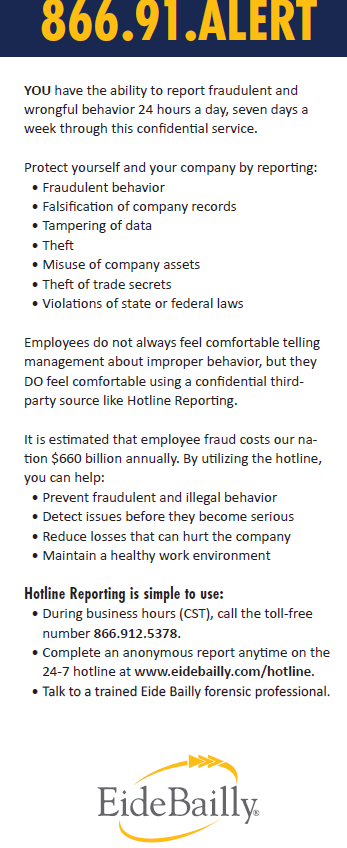 866.91.ALERT
YOU have the ability to report fraudulent and
wrongful behavior 24 hours a day, seven days a
week through this confidential service.
Protect yourself and your company by reporting:
• Fraudulent behavior
• Falsification of company records
• Tampering of data
• Theft
• Misuse of company assets
• Theft of trade secrets
• Violations of state or federal laws
Employees do not always feel comfortable telling
management about improper behavior, but they
DO feel comfortable using a confidential third-
party source like Hotline Reporting.
It is estimated that employee fraud costs our na-
tion $660 billion annually. By utilizing the hotline,
you can help:
• Prevent fraudulent and illegal behavior
• Detect issues before they become serious
• Reduce losses that can hurt the company
• Maintain a healthy work environment
Hotline Reporting is simple to use:
• During business hours (CST), call the toll-free
number 866.912.5378.
• Complete an anonymous report anytime on the
24-7 hotline at www.eidebailly.com/hotline.
• Talk to a trained Eide Bailly forensic professional.
EideBailly®